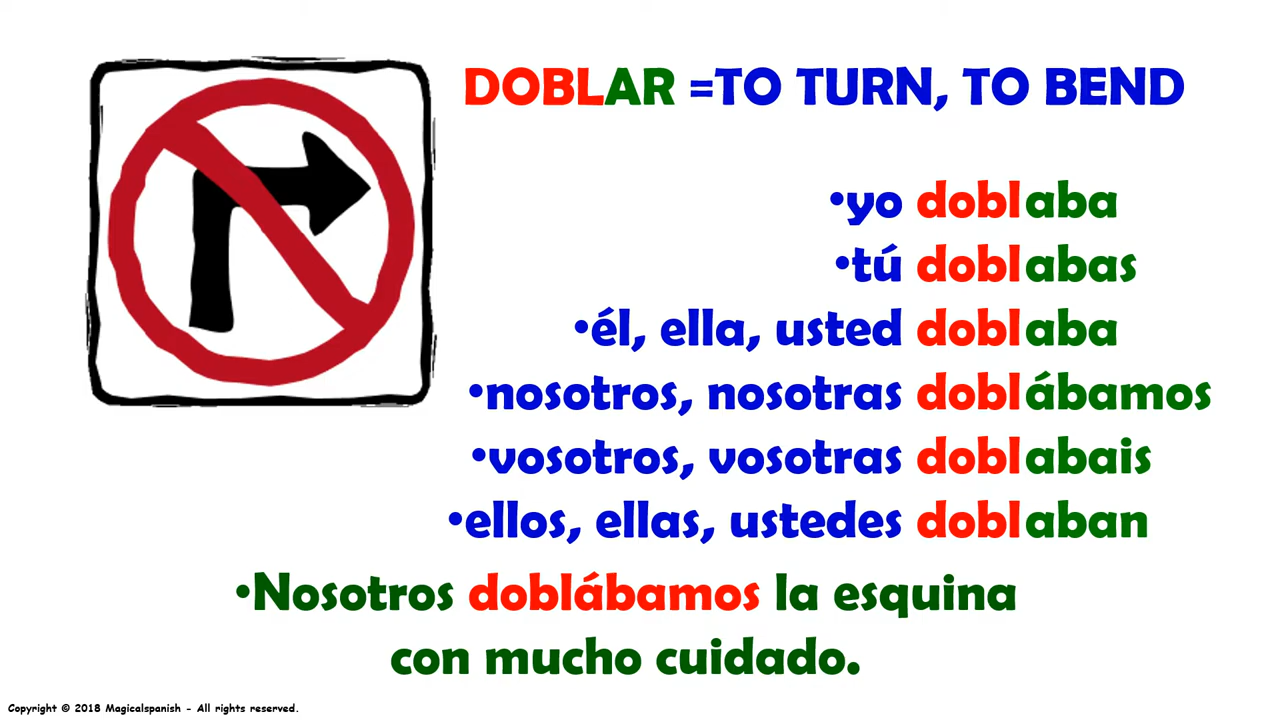 DOBLAR =TO TURN, TO BEND
•yo doblaba
•tú doblabas
•él, ella, usted doblaba
•nosotros, nosotras doblábamos
•vosotros, vosotras doblabais
•ellos, ellas, ustedes doblaban
•Nosotros doblábamos la esquina
con mucho cuidado.
Copyright © 2018 Magicalspanish - All rights reserved.